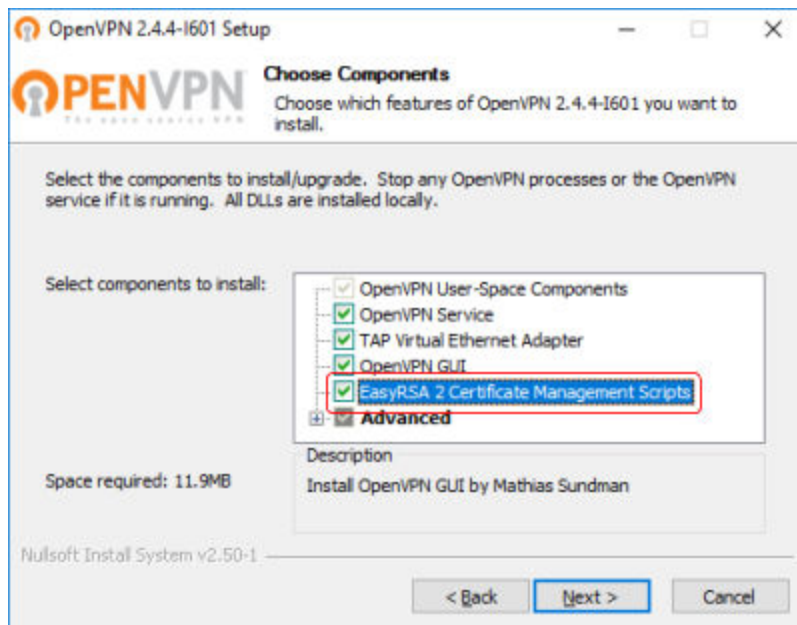 OpenVPN 2.4.4-I601 Setup
OPENVPN
The open source VPN
Choose Components
Choose which features of OpenVPN 2.4.4-I601 you want to
install.
Select the components to install/upgrade. Stop any OpenVPN processes or the OpenVPN
service if it is running. All DLLs are installed locally.
Select components to install:
OpenVPN User-Space Components
OpenVPN Service
TAP Virtual Ethernet Adapter
OpenVPN GUI
EasyRSA 2 Certificate Management Scripts
Advanced
Space required: 11.9MB
Description
Install OpenVPN GUI by Mathias Sundman
Nullsoft Install System v2.50-1
< Back
Next >
Cancel